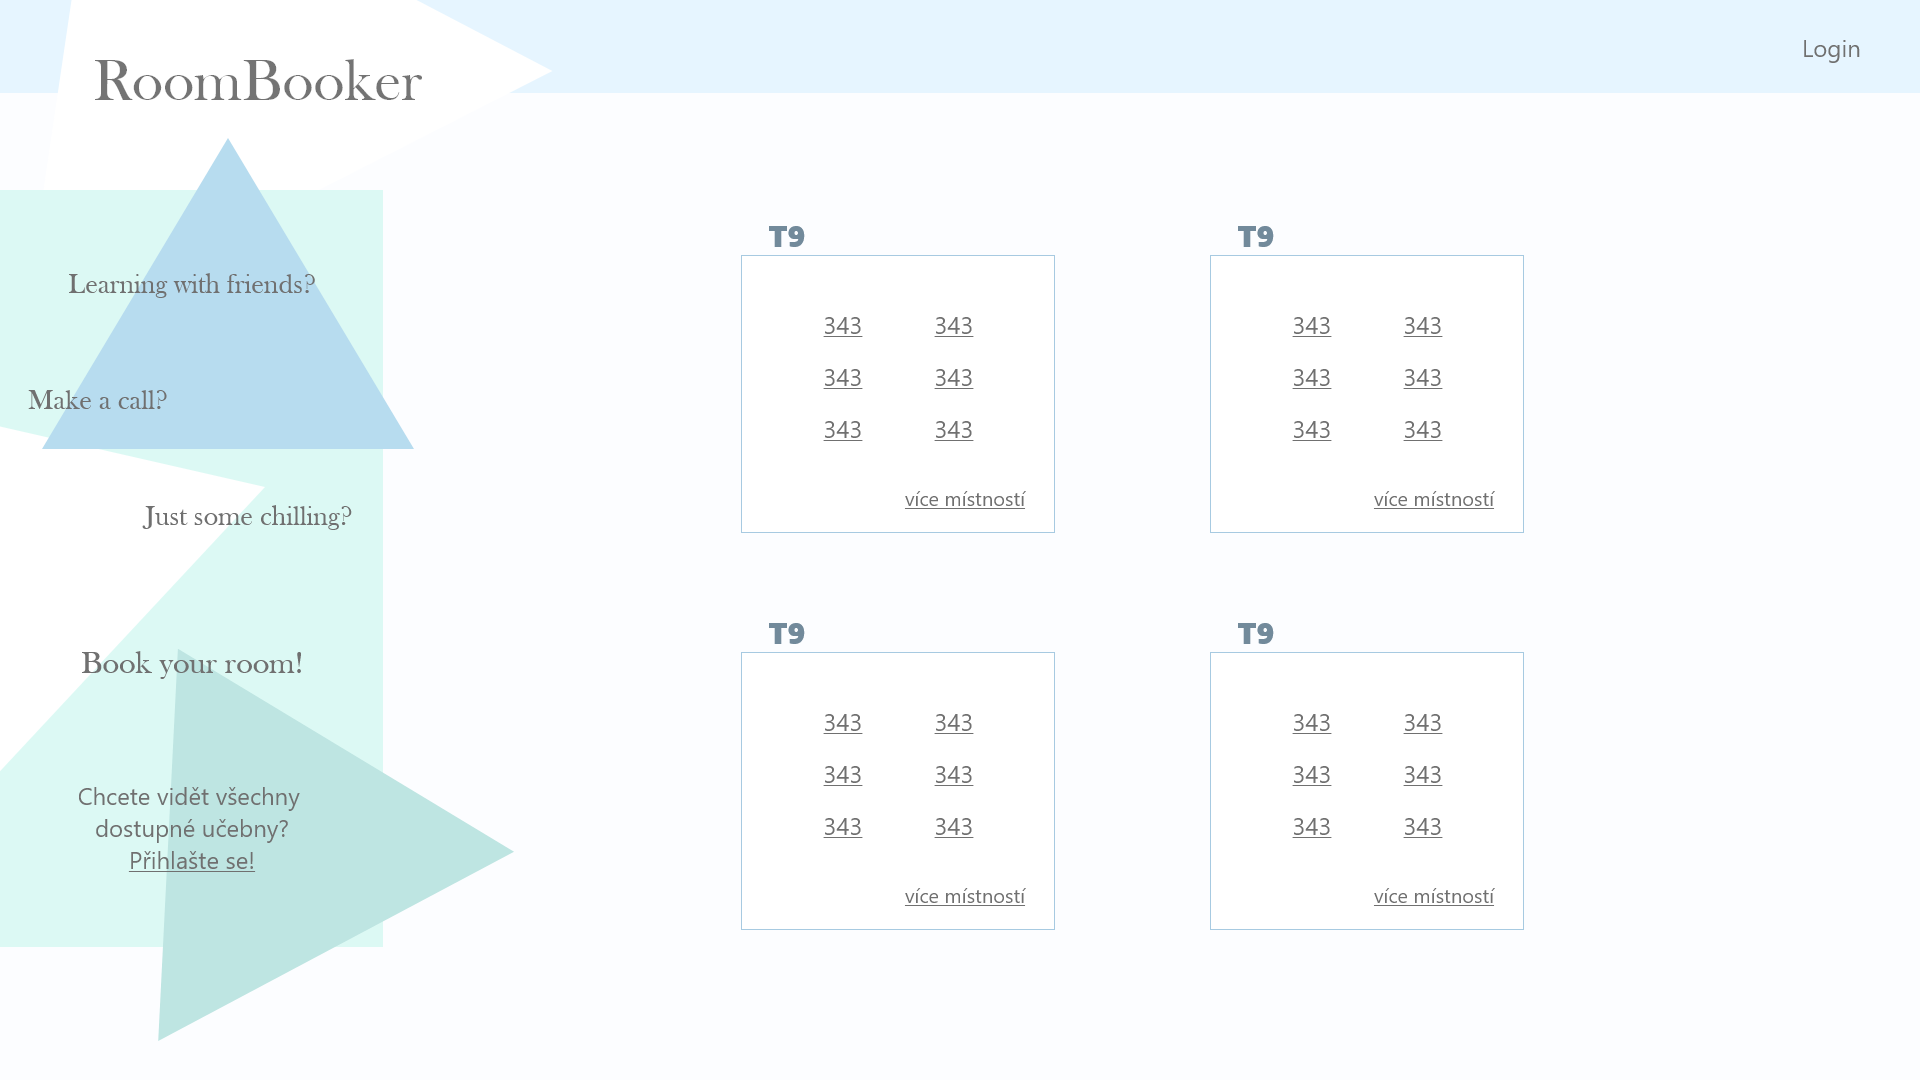 RoomBooker
Login
Learning with friends?
Make a call?
Just some chilling?
Book your room!
Chcete vidět všechny
dostupné učebny?
Přihlašte se!
T9
343 343
343 343
343 343
více místností
T9
343 343
343 343
343 343
více místností
T9
343 343
343 343
343 343
více místností
T9
343 343
343 343
343 343
více místností